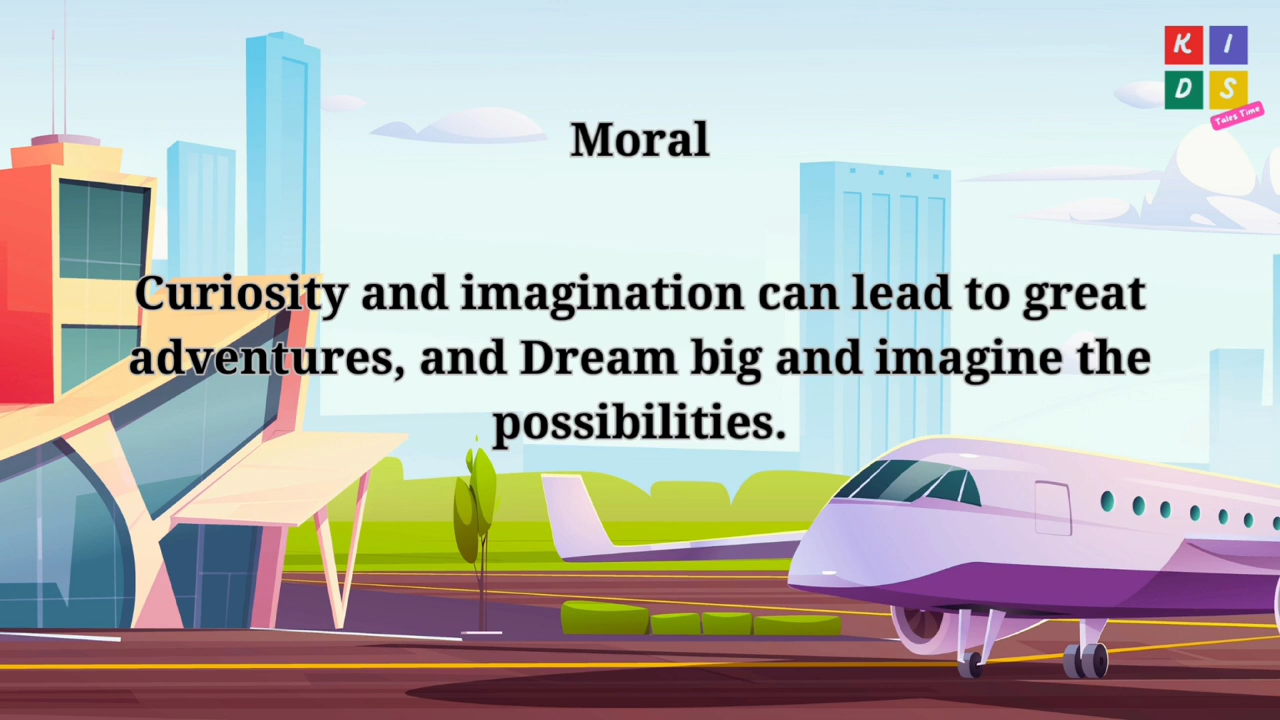 K I
D S
Tales Time
Moral
Curiosity and imagination can lead to great
adventures, and Dream big and imagine the
possibilities.